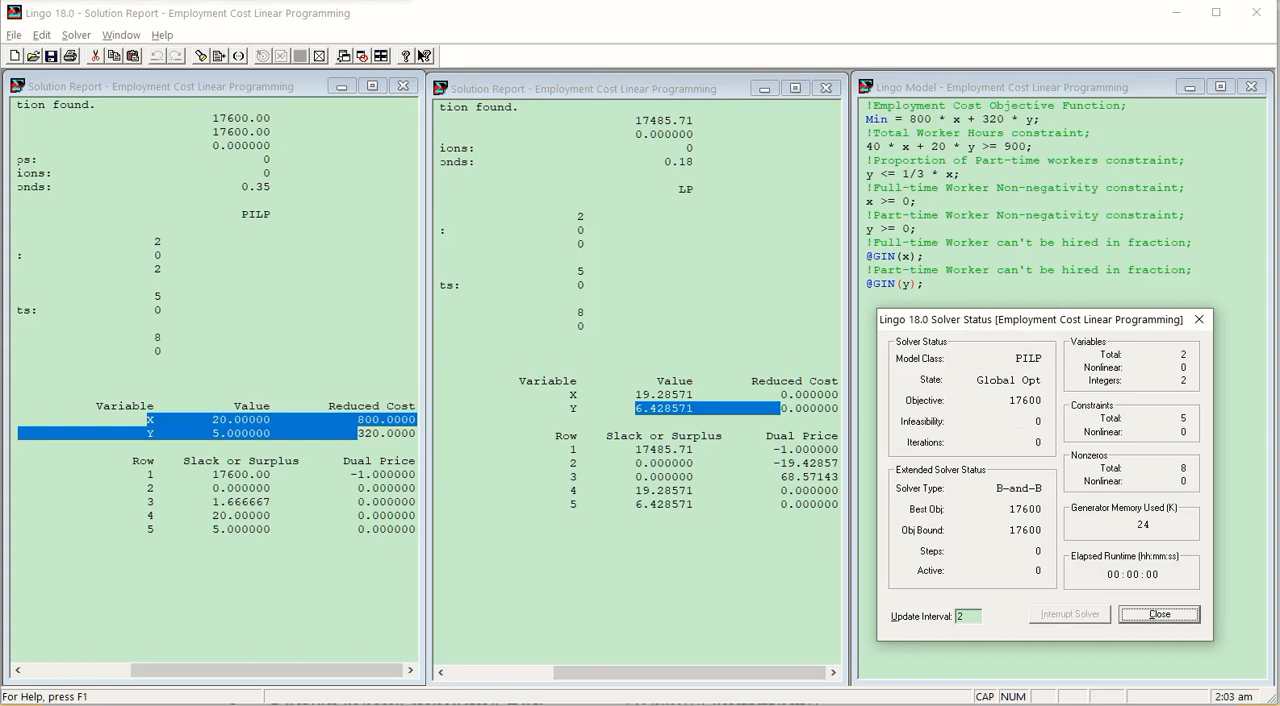 Lingo 18.0 - Solution Report - Employment Cost Linear Programming
File Edit Solver Window Help
Solution Report - Employment Cost Linear Programming
tion found.
17600.00
17600.00
0.000000
ps: 0
ions: 0
onds: 0.35
PILP
2
: 0
2
5
ts: 0
8
0
Variable Value Reduced Cost
X 20.00000 800.0000
Y 5.000000 320.0000
Row Slack or Surplus Dual Price
1 17600.00 -1.000000
2 0.000000 0.000000
3 1.666667 0.000000
4 20.00000 0.000000
5 5.000000 0.000000
Solution Report - Employment Cost Linear Programming
tion found.
17485.71
0.000000
ions: 0
onds: 0.18
LP
2
: 0
0
5
ts: 0
8
0
Variable Value Reduced Cost
X 19.28571 0.000000
Y 6.428571 0.000000
Row Slack or Surplus Dual Price
1 17485.71 -1.000000
2 0.000000 -19.42857
3 0.000000 68.57143
4 19.28571 0.000000
5 6.428571 0.000000
Lingo Model - Employment Cost Linear Programming
!Employment Cost Objective Function;
Min = 800 * x + 320 * y;
!Total Worker Hours constraint;
40 * x + 20 * y >= 900;
!Proportion of Part-time workers constraint;
y <= 1/3 * x;
!Full-time Worker Non-negativity constraint;
x >= 0;
!Part-time Worker Non-negativity constraint;
y >= 0;
!Full-time Worker can't be hired in fraction;
@GIN(x);
!Part-time Worker can't be hired in fraction;
@GIN(y);
Lingo 18.0 Solver Status [Employment Cost Linear Programming]
Solver Status
Model Class: PILP
State: Global Opt
Objective: 17600
Infeasibility: 0
Iterations: 0
Extended Solver Status
Solver Type: B-and-B
Best Obj: 17600
Obj Bound: 17600
Steps: 0
Active: 0
Update Interval: 2
Variables
Total: 2
Nonlinear: 0
Integers: 2
Constraints
Total: 5
Nonlinear: 0
Nonzeros
Total: 8
Nonlinear: 0
Generator Memory Used (K)
24
Elapsed Runtime (hh:mm:ss)
00:00:00
Interrupt Solver Close
For Help, press F1 CAP NUM 2:03 am